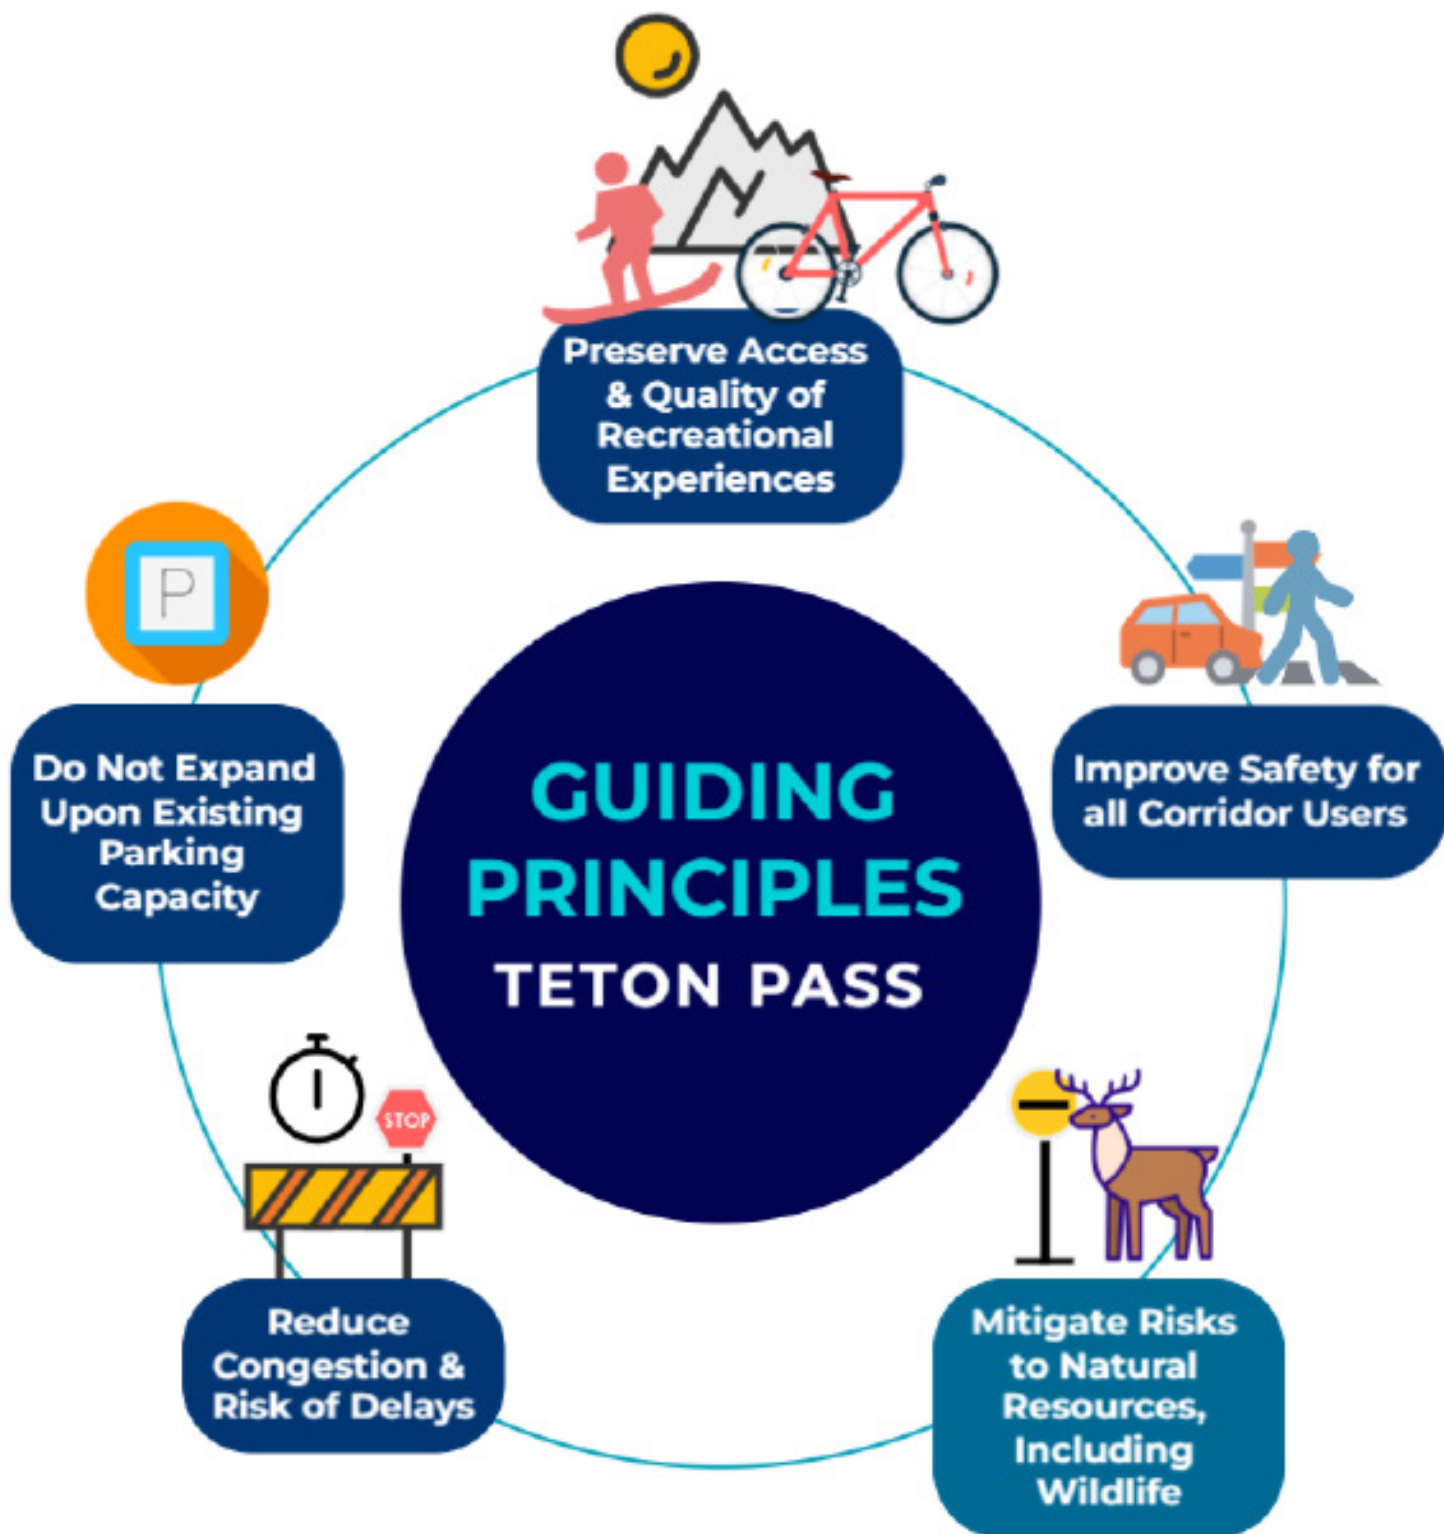 Preserve Access
& Quality of
Recreational
Experiences
P
Do Not Expand
Upon Existing
Parking
Capacity
Improve Safety for
all Corridor Users
GUIDING
PRINCIPLES
TETON PASS
STOP
Reduce
Congestion &
Risk of Delays
Mitigate Risks
to Natural
Resources,
Including
Wildlife